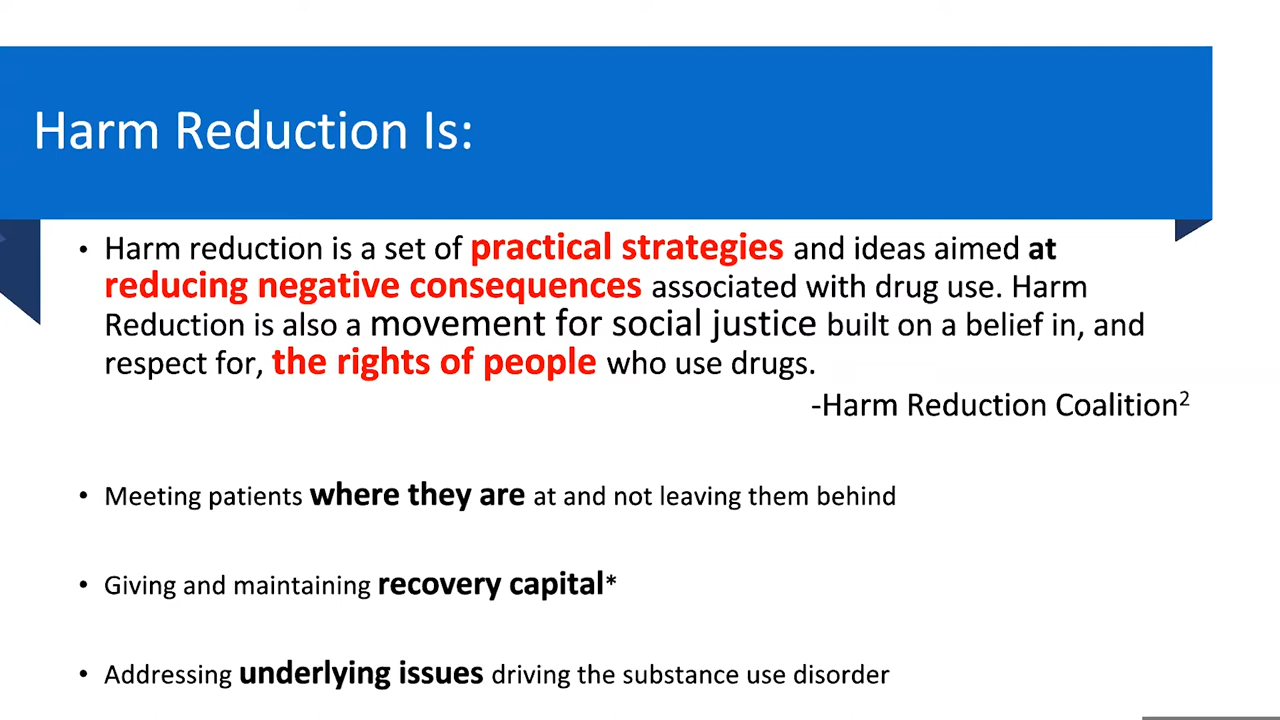 Harm Reduction Is:
• Harm reduction is a set of practical strategies and ideas aimed at
reducing negative consequences associated with drug use. Harm
Reduction is also a movement for social justice built on a belief in, and
respect for, the rights of people who use drugs.
-Harm Reduction Coalition²
• Meeting patients where they are at and not leaving them behind
• Giving and maintaining recovery capital*
• Addressing underlying issues driving the substance use disorder